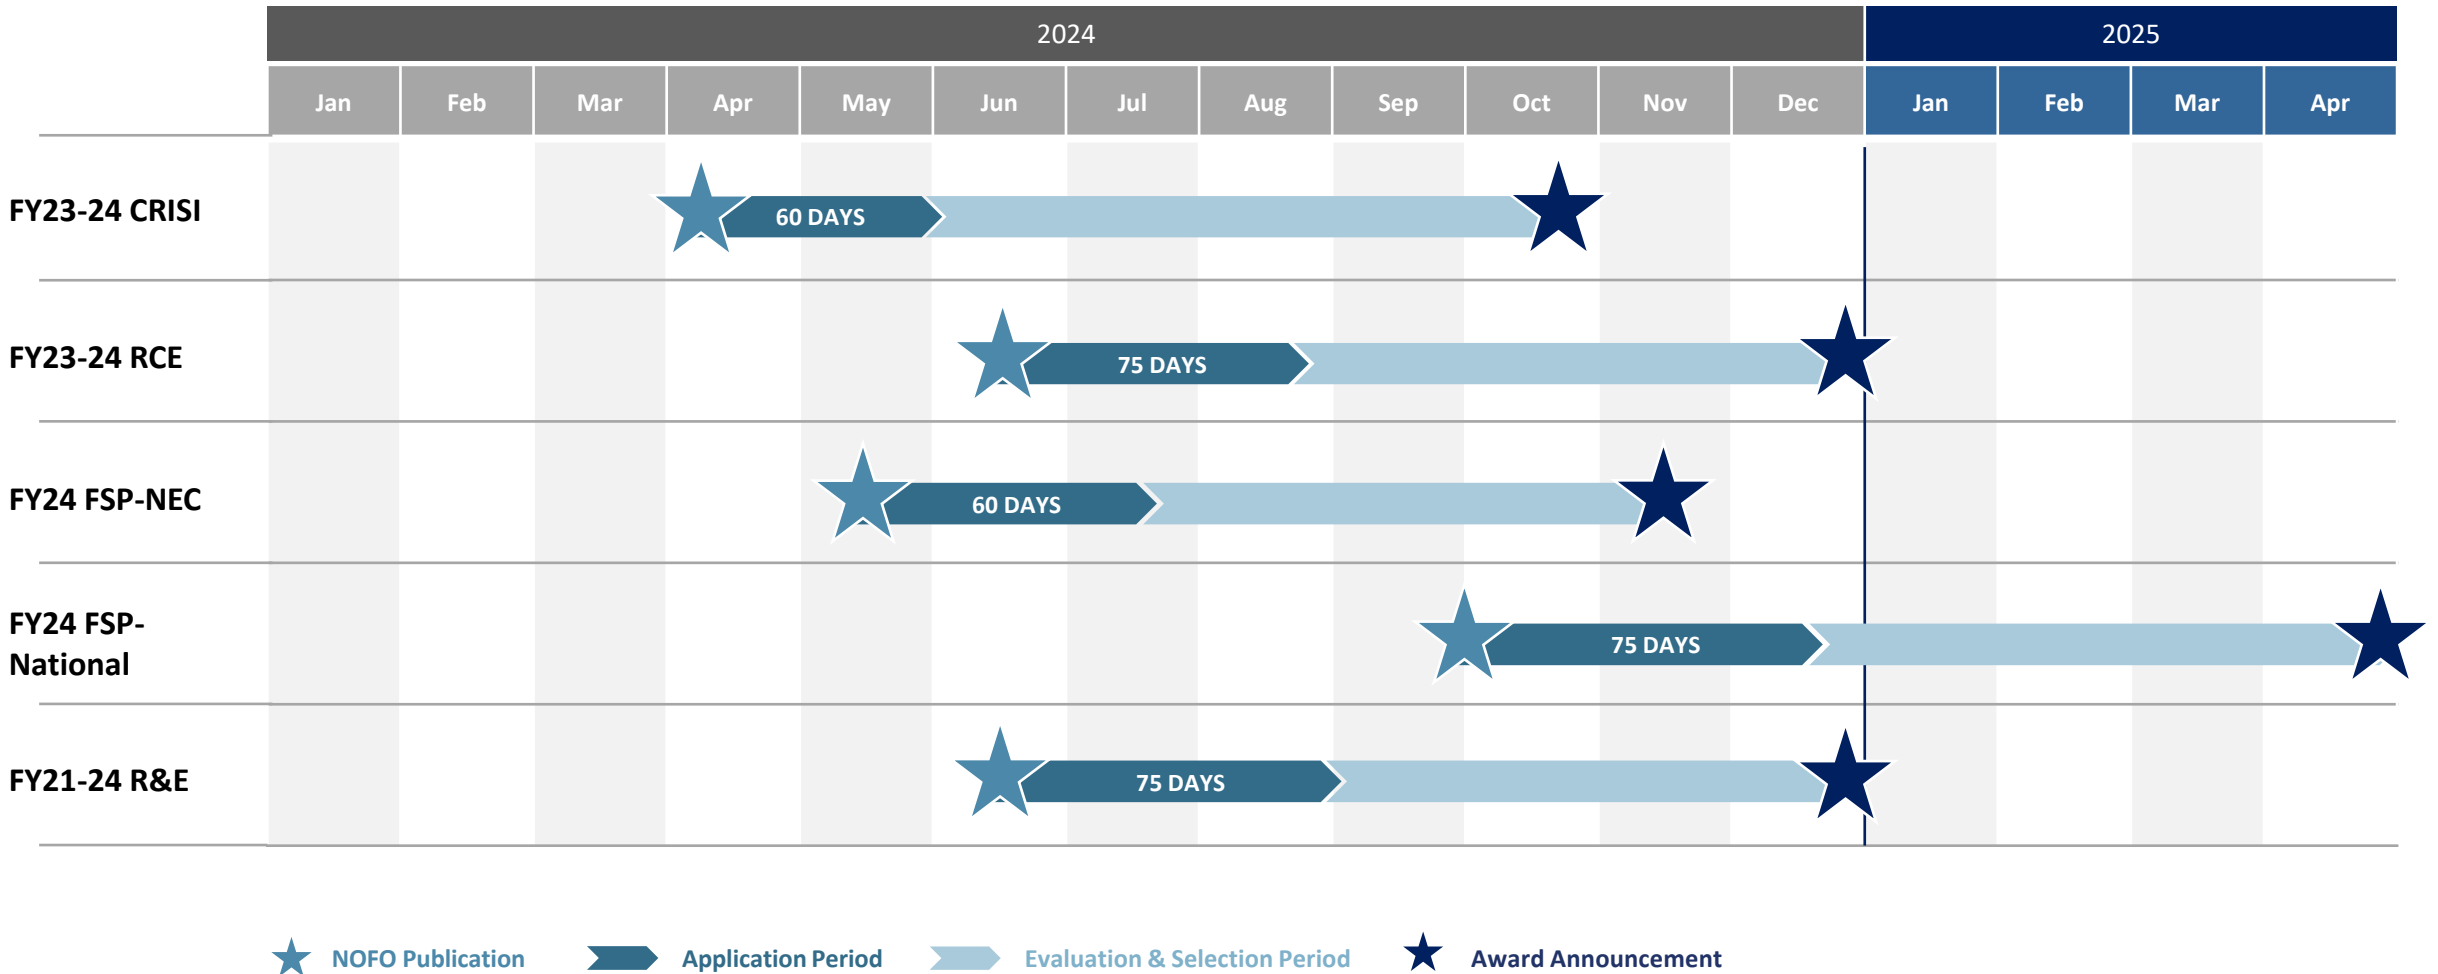 2024 2025
Jan Feb Mar Apr May Jun Jul Aug Sep Oct Nov Dec Jan Feb Mar Apr
FY23-24 CRISI 60 DAYS
FY23-24 RCE 75 DAYS
FY24 FSP-NEC 60 DAYS
FY24 FSP-
National
75 DAYS
FY21-24 R&E 75 DAYS
NOFO Publication Application Period Evaluation & Selection Period Award Announcement